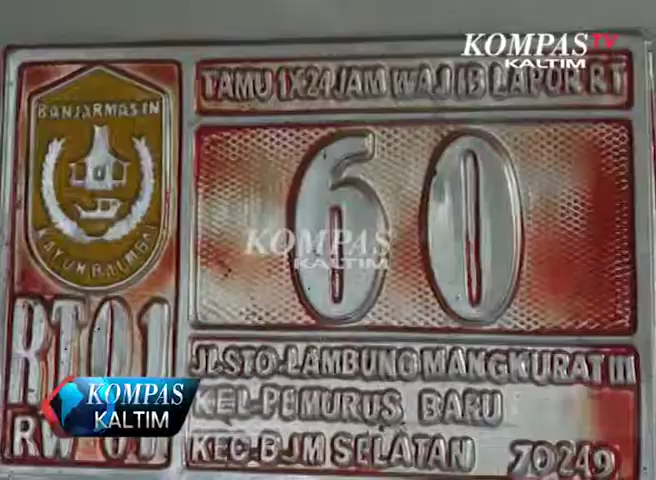 KOMPAS TV
KALTIM
TAMU 1X24 JAM WAJIB LAPOR RT
BANJARMASIN
KAYUH BAIMBAI
60
KOMPAS
KALTIM
RT 01
JL.STO-LAMBUNG MANGKURAT III
KEL-PEMURUS BARU
KOMPAS
KALTIM
RW
KEC-BJM SELATAN 70249